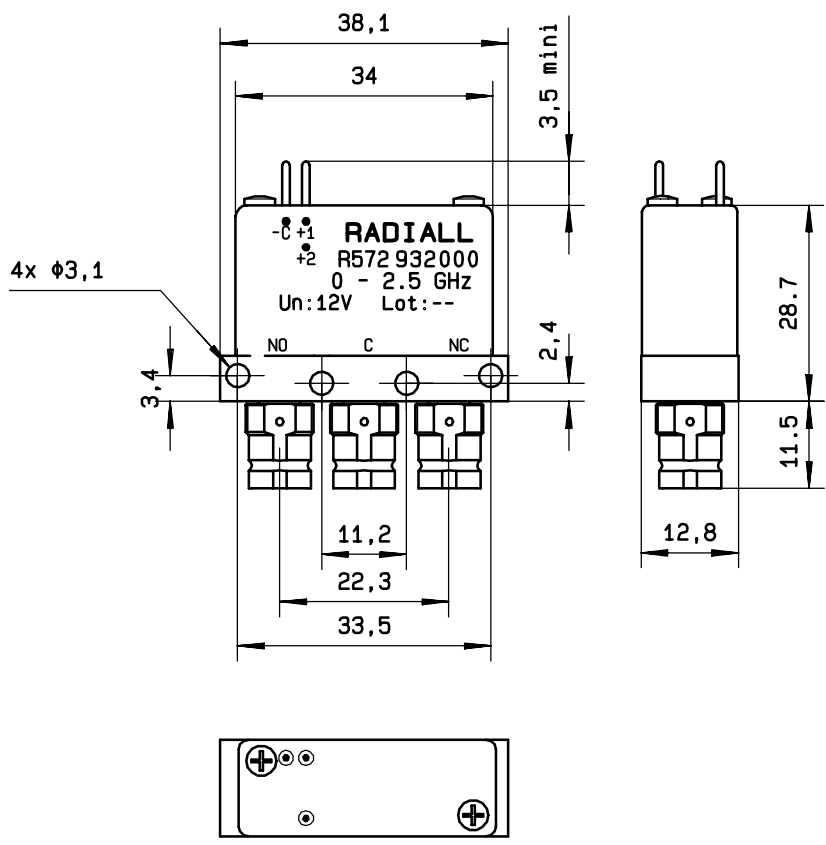 38,1
34
3,5 mini
-C +1
+2
RADIALL
R572 932000
0 - 2.5 GHz
Un:12V Lot:--
4x Φ3,1
NO C NC
3,4
2,4
28.7
11.5
11,2
12,8
22,3
33,5